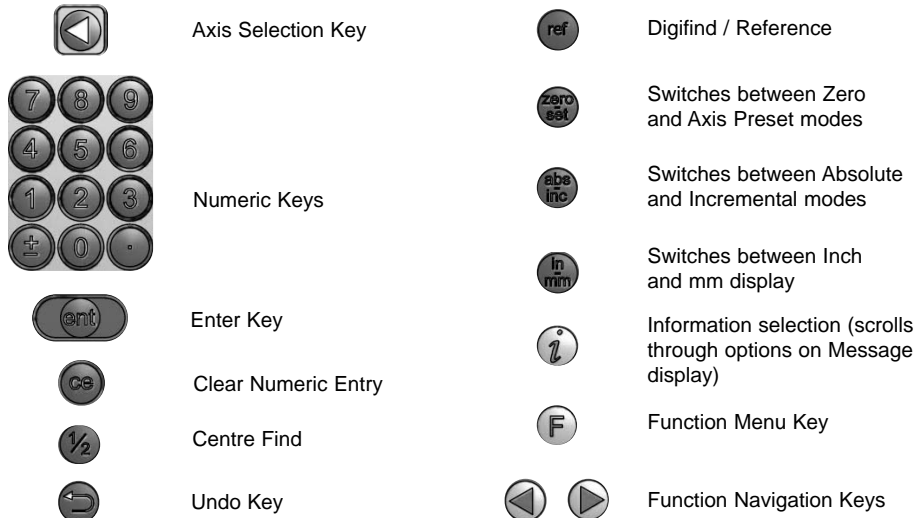 Axis Selection Key
7 8 9
4 5 6
1 2 3
± 0 .
Numeric Keys
ent
Enter Key
ce
Clear Numeric Entry
½
Centre Find
Undo Key
ref
Digifind / Reference
zero
set
Switches between Zero
and Axis Preset modes
abs
inc
Switches between Absolute
and Incremental modes
in
mm
Switches between Inch
and mm display
i
Information selection (scrolls
through options on Message
display)
F
Function Menu Key
Function Navigation Keys